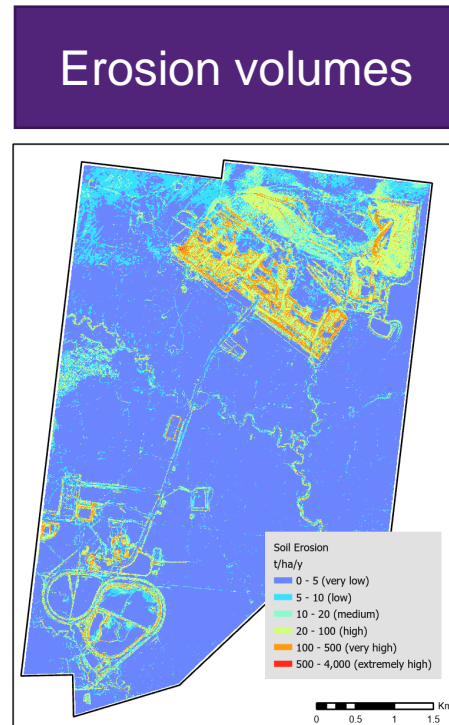 Erosion volumes
Soil Erosion
t/ha/y
0 - 5 (very low)
5 - 10 (low)
10 - 20 (medium)
20 - 100 (high)
100 - 500 (very high)
500 - 4,000 (extremely high)
Km
0 0.5 1 1.5